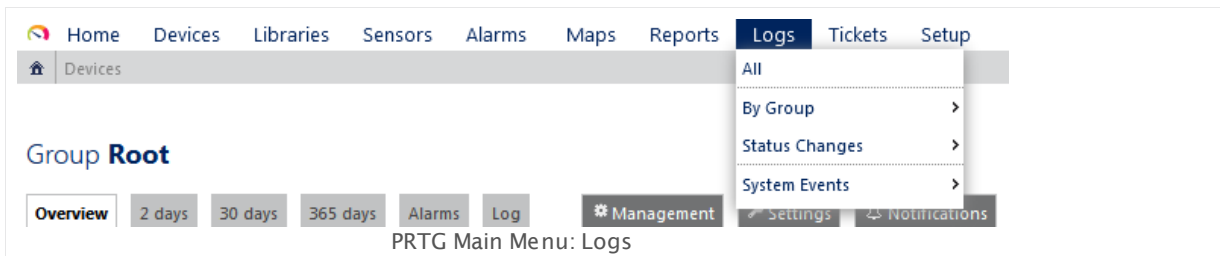 Home Devices Libraries Sensors Alarms Maps Reports Logs Tickets Setup
Devices
All
By Group
Status Changes
System Events
Group Root
Overview 2 days 30 days 365 days Alarms Log Management Settings Notifications
PRTG Main Menu: Logs